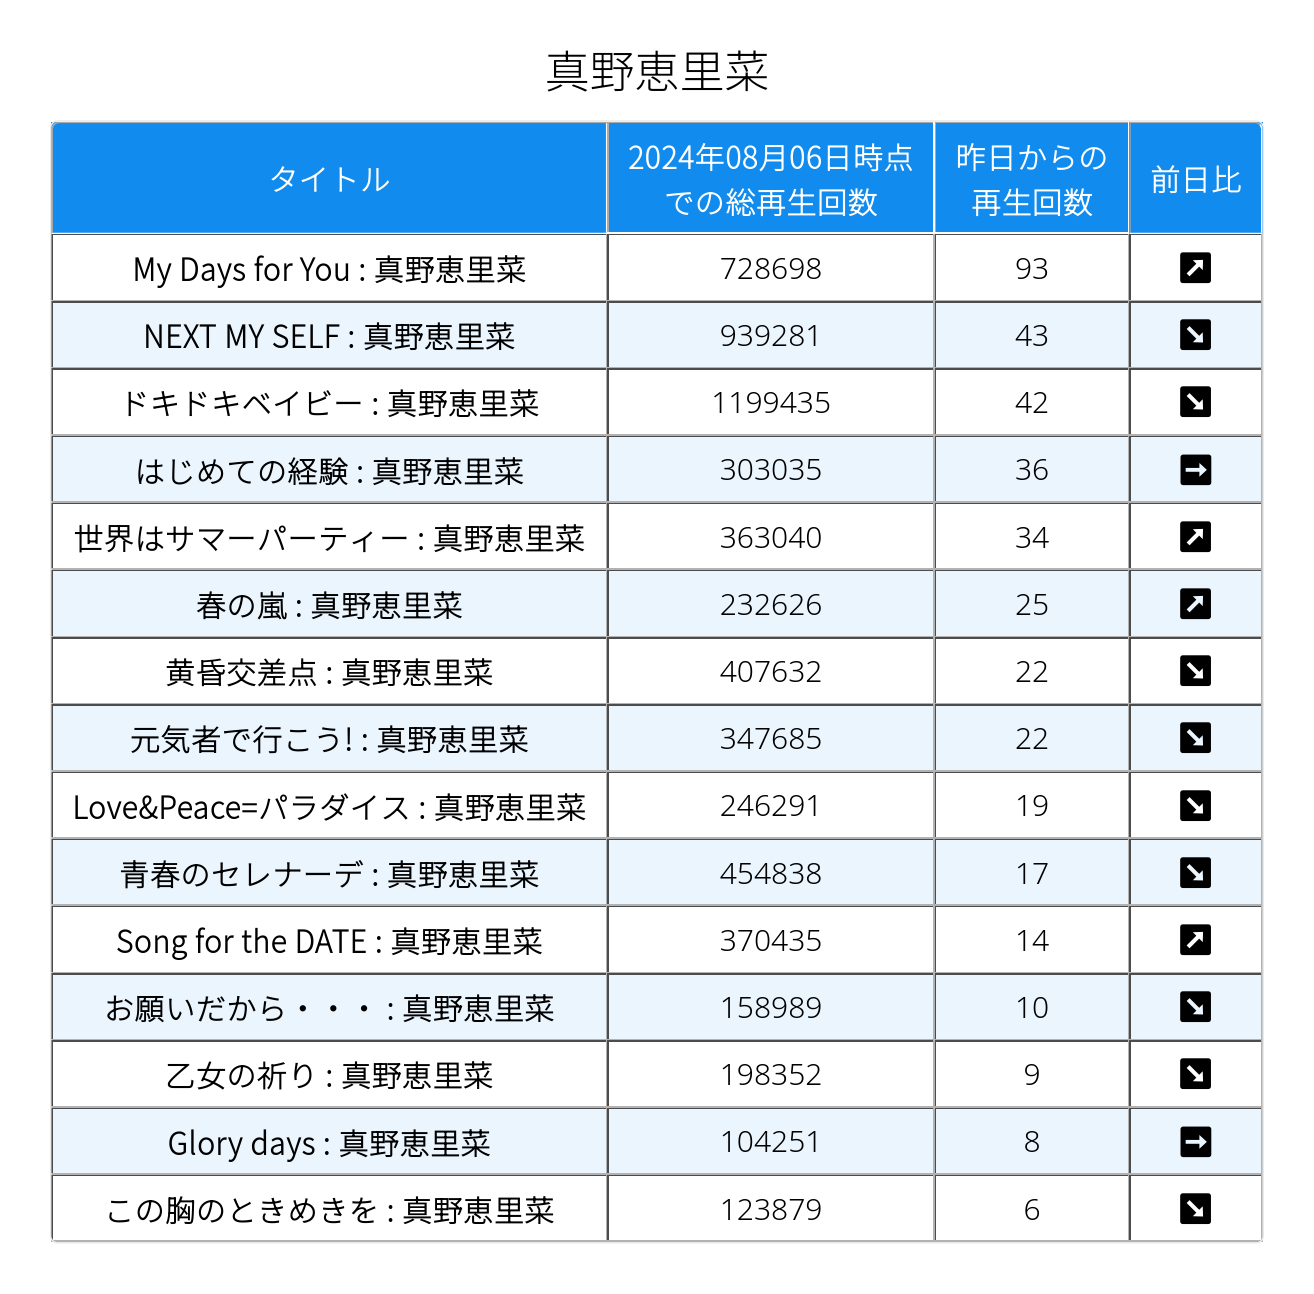 真野恵里菜
タイトル 2024年08月06日時点での総再生回数 昨日からの再生回数 前日比
My Days for You : 真野恵里菜 728698 93 ↗
NEXT MY SELF : 真野恵里菜 939281 43 ↘
ドキドキベイビー : 真野恵里菜 1199435 42 ↘
はじめての経験 : 真野恵里菜 303035 36 →
世界はサマーパーティー : 真野恵里菜 363040 34 ↗
春の嵐 : 真野恵里菜 232626 25 ↗
黄昏交差点 : 真野恵里菜 407632 22 ↘
元気者で行こう! : 真野恵里菜 347685 22 ↘
Love&Peace=パラダイス : 真野恵里菜 246291 19 ↘
青春のセレナーデ : 真野恵里菜 454838 17 ↘
Song for the DATE : 真野恵里菜 370435 14 ↗
お願いだから・・・ : 真野恵里菜 158989 10 ↘
乙女の祈り : 真野恵里菜 198352 9 ↘
Glory days : 真野恵里菜 104251 8 →
この胸のときめきを : 真野恵里菜 123879 6 ↘